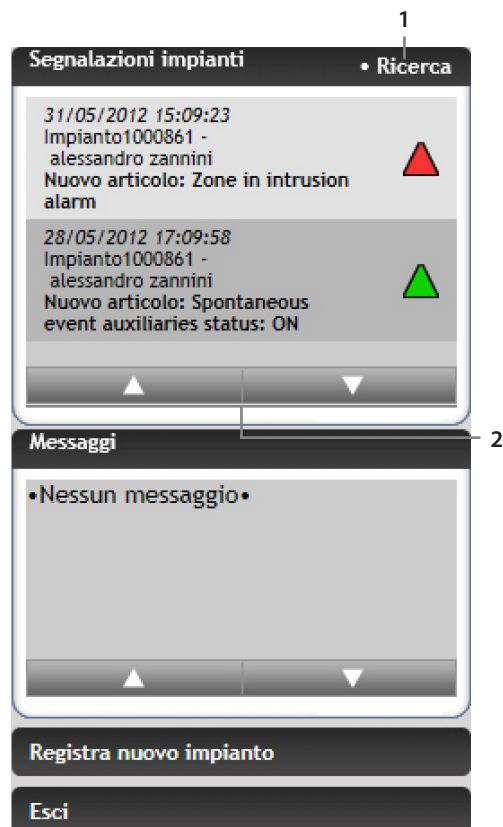 1
Segnalazioni impianti
• Ricerca
31/05/2012 15:09:23
Impianto1000861 -
alessandro zannini
Nuovo articolo: Zone in intrusion
alarm
28/05/2012 17:09:58
Impianto1000861 -
alessandro zannini
Nuovo articolo: Spontaneous
event auxiliaries status: ON
2
Messaggi
•Nessun messaggio•
Registra nuovo impianto
Esci